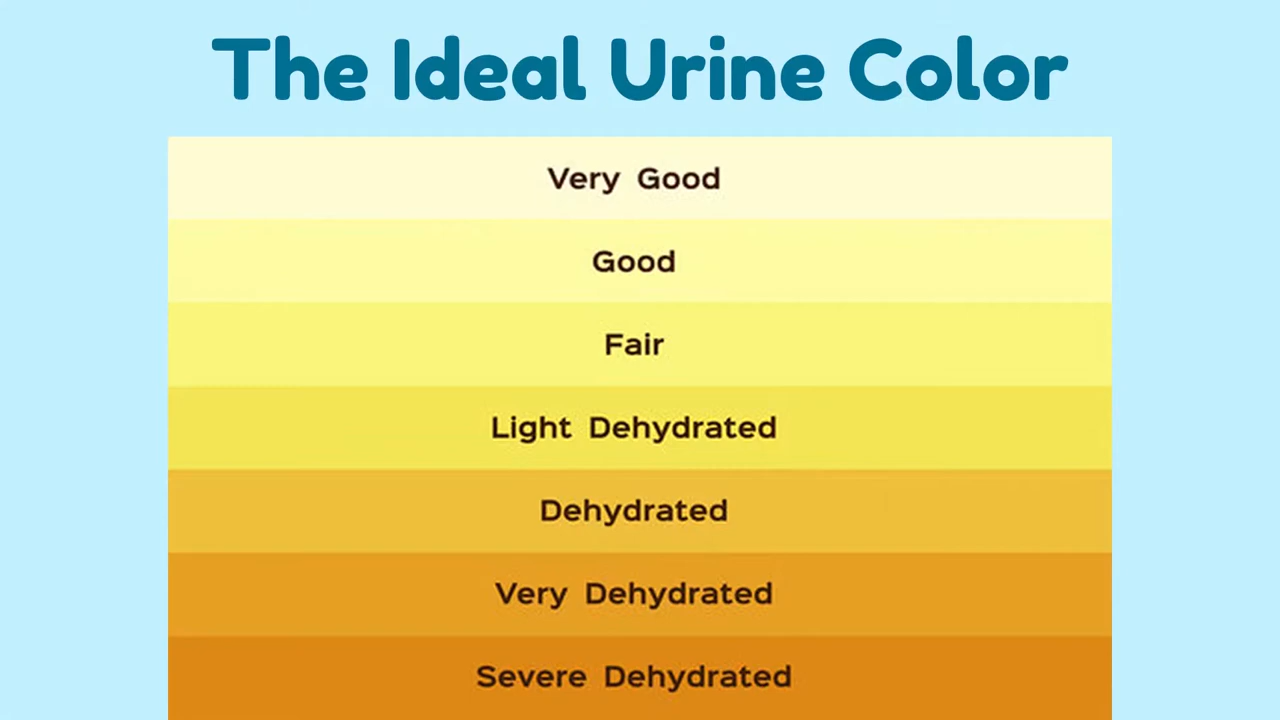 The Ideal Urine Color
Very Good
Good
Fair
Light Dehydrated
Dehydrated
Very Dehydrated
Severe Dehydrated